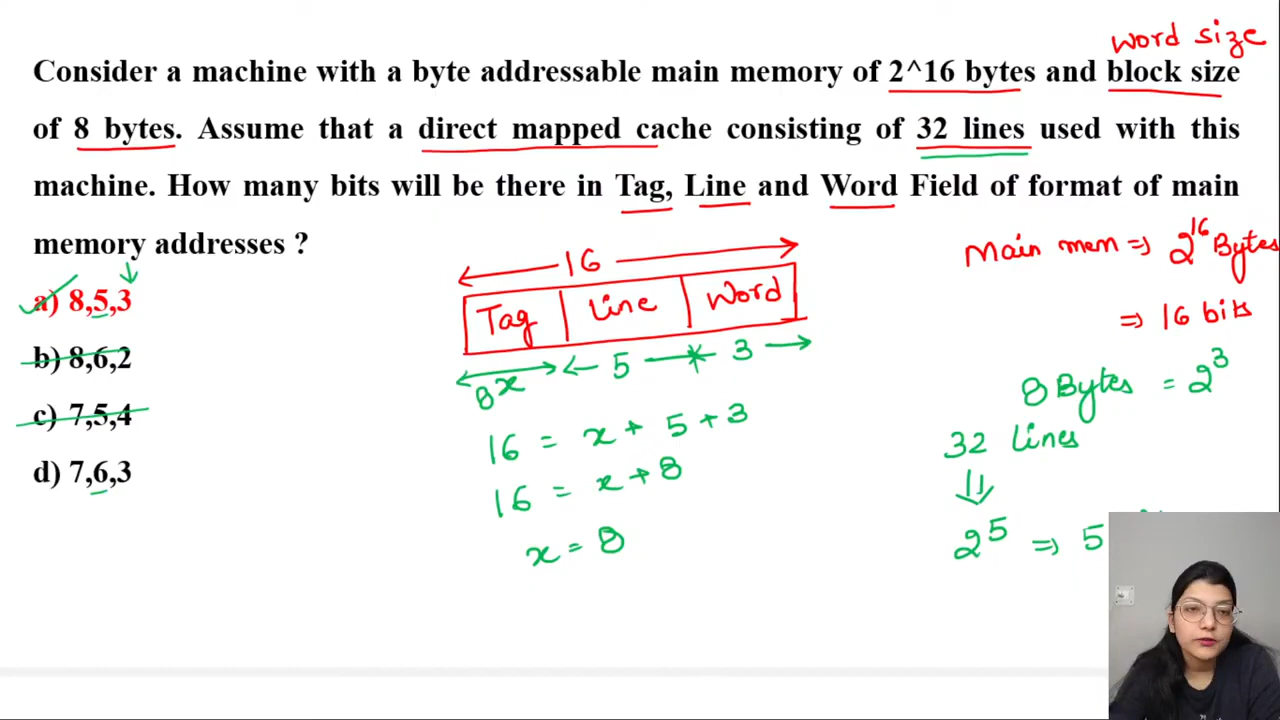 word size
Consider a machine with a byte addressable main memory of 2^16 bytes and block size
of 8 bytes. Assume that a direct mapped cache consisting of 32 lines used with this
machine. How many bits will be there in Tag, Line and Word Field of format of main
memory addresses ?
a) 8,5,3
b) 8,6,2
c) 7,5,4
d) 7,6,3
16
Tag Line Word
8 x 5 3
16 = x + 5 + 3
16 = x + 8
x = 8
Main mem ⇒ 2^16 Bytes
⇒ 16 bits
8 Bytes = 2^3
32 lines
⇓
2^5 ⇒ 5